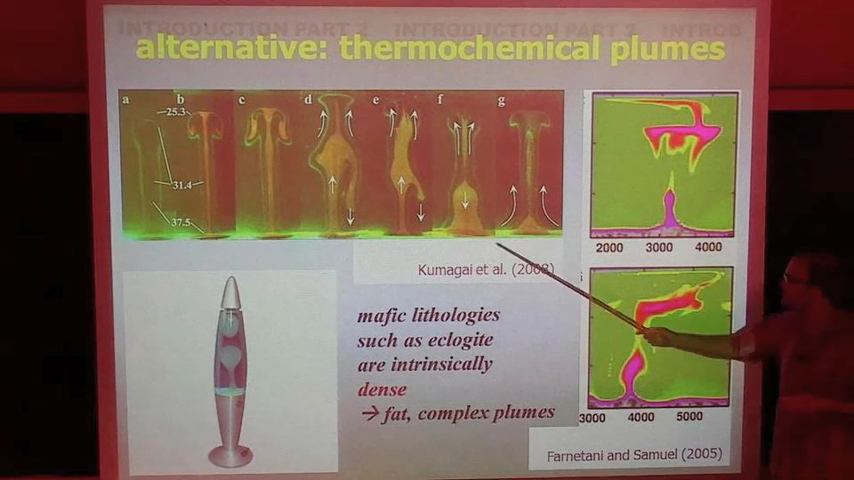 INTRODUCTION PART 2 INTRODUCTION PART 2 INTROD
alternative: thermochemical plumes
a b c d e f g
25.3
31.4
37.5
2000 3000 4000
Kumagai et al. (2008)
mafic lithologies
such as eclogite
are intrinsically
dense
→ fat, complex plumes
3000 4000 5000
Farnetani and Samuel (2005)